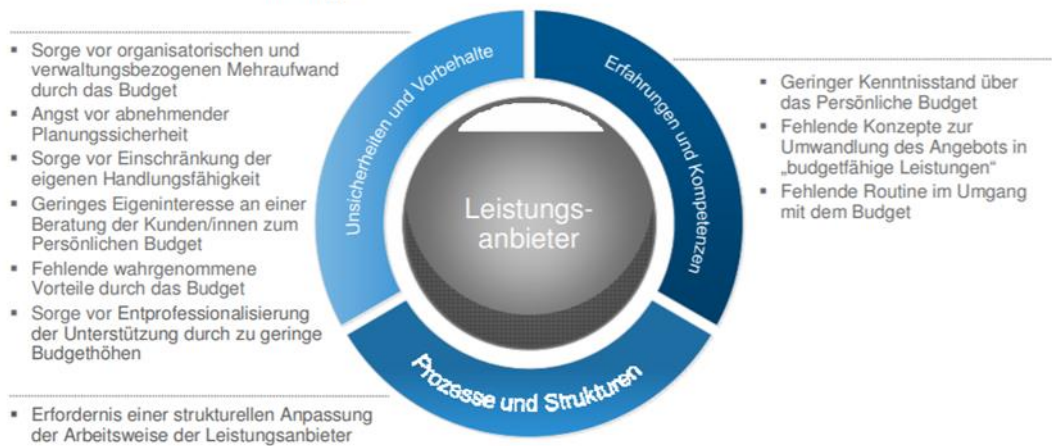 Sorge vor organisatorischen und
verwaltungsbezogenen Mehraufwand
durch das Budget
Angst vor abnehmender
Planungssicherheit
Sorge vor Einschränkung der
eigenen Handlungsfähigkeit
Geringes Eigeninteresse an einer
Beratung der Kunden/innen zum
Persönlichen Budget
Fehlende wahrgenommene
Vorteile durch das Budget
Sorge vor Entprofessionalisierung
der Unterstützung durch zu geringe
Budgethöhen
Unsicherheiten und Vorbehalte
Leistungs-
anbieter
Erfahrungen und Kompetenzen
Geringer Kenntnisstand über
das Persönliche Budget
Fehlende Konzepte zur
Umwandlung des Angebots in
„budgetfähige Leistungen“
Fehlende Routine im Umgang
mit dem Budget
Prozesse und Strukturen
Erfordernis einer strukturellen Anpassung
der Arbeitsweise der Leistungsanbieter